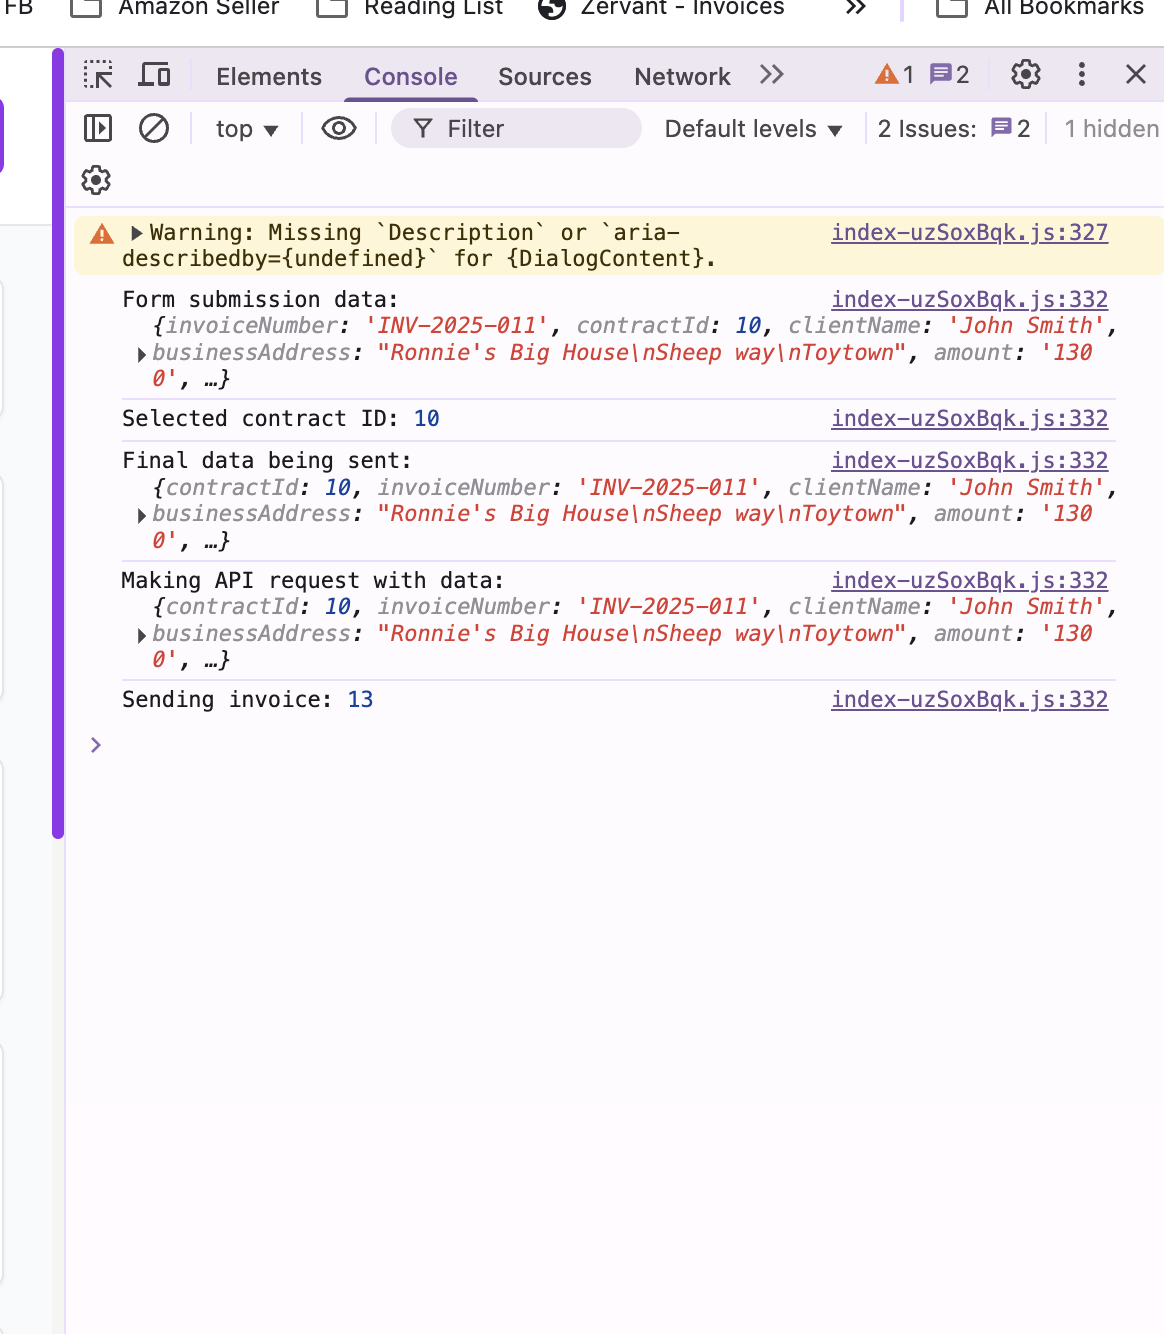 FB Amazon Seller Reading List Zervant - Invoices » All Bookmarks
Elements Console Sources Network 1 2
top Filter Default levels 2 Issues: 2 1 hidden
Warning: Missing `Description` or `aria- index-uzSoxBqk.js:327
describedby={undefined}` for {DialogContent}.
Form submission data: index-uzSoxBqk.js:332
{invoiceNumber: 'INV-2025-011', contractId: 10, clientName: 'John Smith',
businessAddress: "Ronnie's Big House\nSheep way\nToytown", amount: '130
0', …}
Selected contract ID: 10 index-uzSoxBqk.js:332
Final data being sent: index-uzSoxBqk.js:332
{contractId: 10, invoiceNumber: 'INV-2025-011', clientName: 'John Smith',
businessAddress: "Ronnie's Big House\nSheep way\nToytown", amount: '130
0', …}
Making API request with data: index-uzSoxBqk.js:332
{contractId: 10, invoiceNumber: 'INV-2025-011', clientName: 'John Smith',
businessAddress: "Ronnie's Big House\nSheep way\nToytown", amount: '130
0', …}
Sending invoice: 13 index-uzSoxBqk.js:332